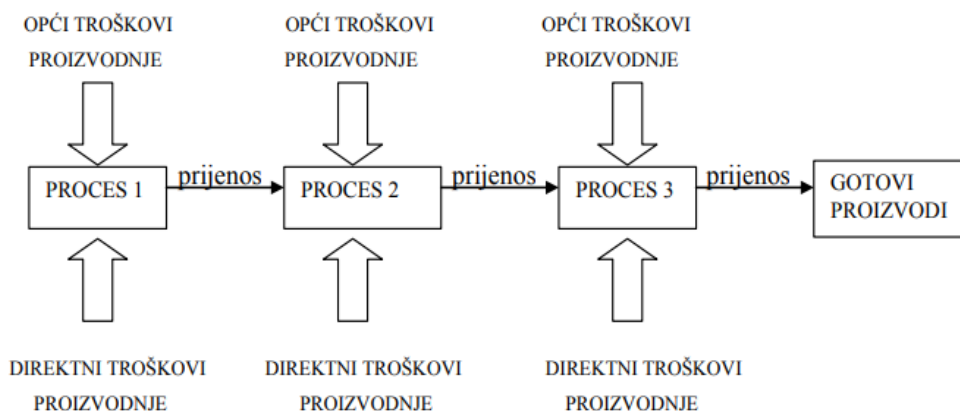 OPĆI TROŠKOVI
PROIZVODNJE
OPĆI TROŠKOVI
PROIZVODNJE
OPĆI TROŠKOVI
PROIZVODNJE
PROCES 1
prijenos
PROCES 2
prijenos
PROCES 3
prijenos
GOTOVI
PROIZVODI
DIREKTNI TROŠKOVI
PROIZVODNJE
DIREKTNI TROŠKOVI
PROIZVODNJE
DIREKTNI TROŠKOVI
PROIZVODNJE